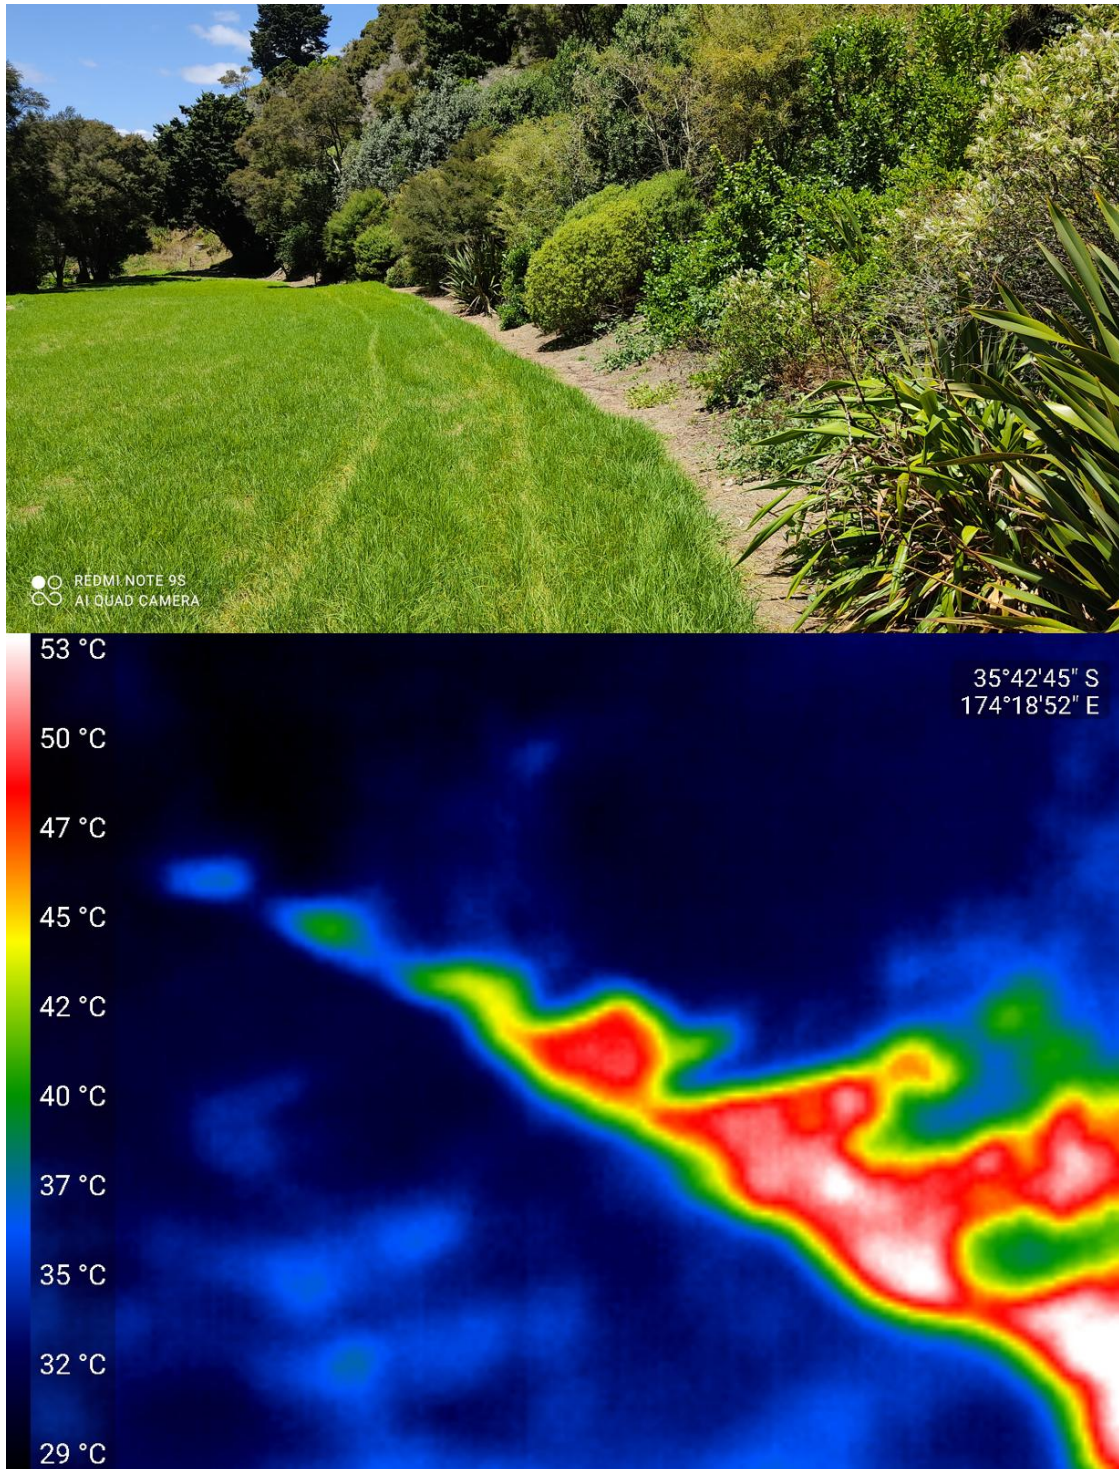 REDMI NOTE 9S
AI QUAD CAMERA
53 °C
50 °C
47 °C
45 °C
42 °C
40 °C
37 °C
35 °C
32 °C
29 °C
35°42'45" S
174°18'52" E